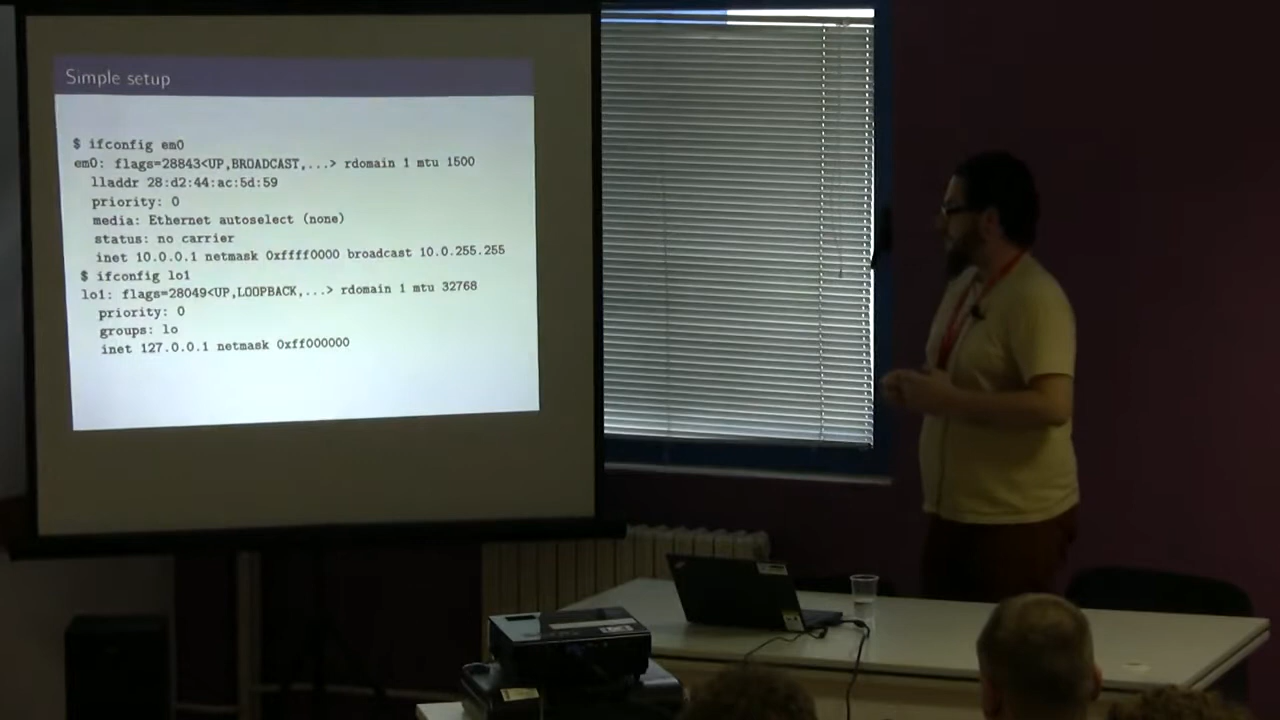 Simple setup
$ ifconfig em0
em0: flags=28843<UP,BROADCAST,...> rdomain 1 mtu 1500
lladdr 28:d2:44:ac:5d:59
priority: 0
media: Ethernet autoselect (none)
status: no carrier
inet 10.0.0.1 netmask 0xffff0000 broadcast 10.0.255.255
$ ifconfig lo1
lo1: flags=28049<UP,LOOPBACK,...> rdomain 1 mtu 32768
priority: 0
groups: lo
inet 127.0.0.1 netmask 0xff000000